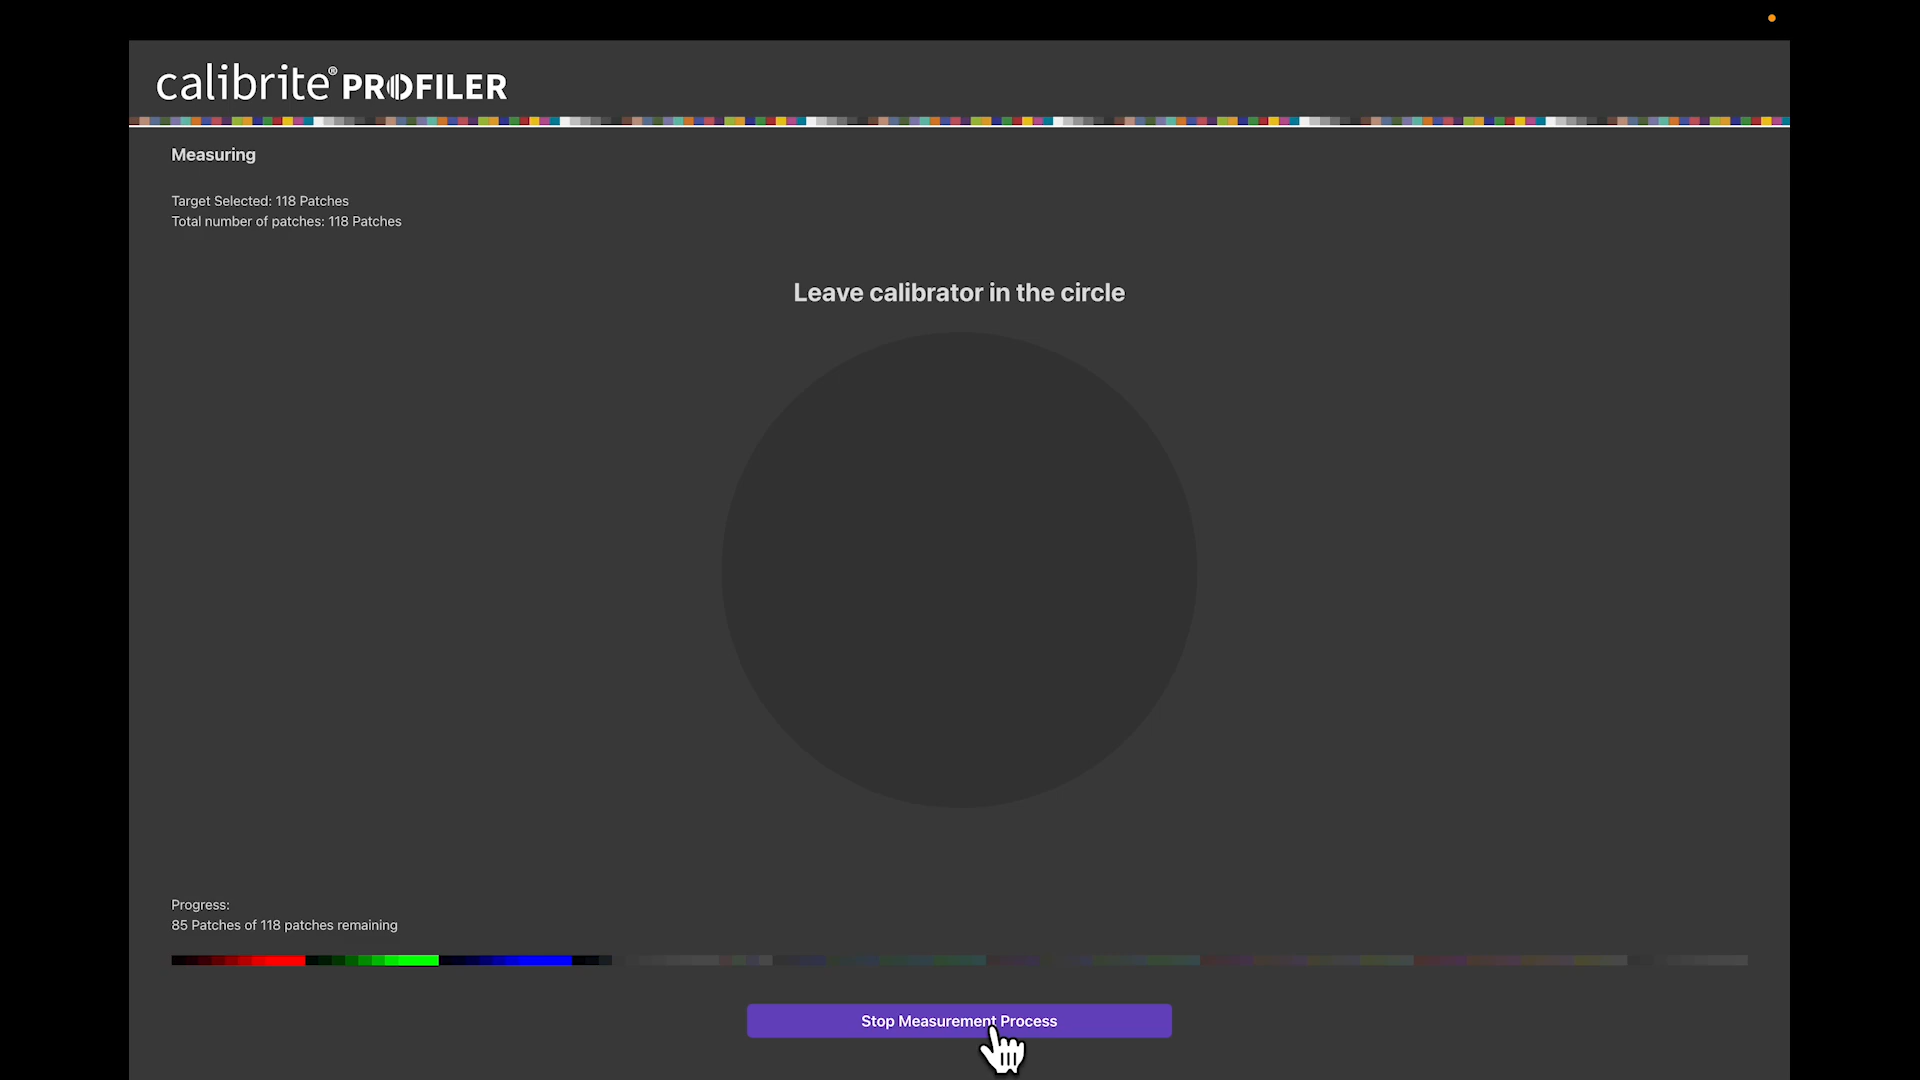 calibrite® PROFILER
Measuring
Target Selected: 118 Patches
Total number of patches: 118 Patches
Leave calibrator in the circle
Progress:
85 Patches of 118 patches remaining
Stop Measurement Process